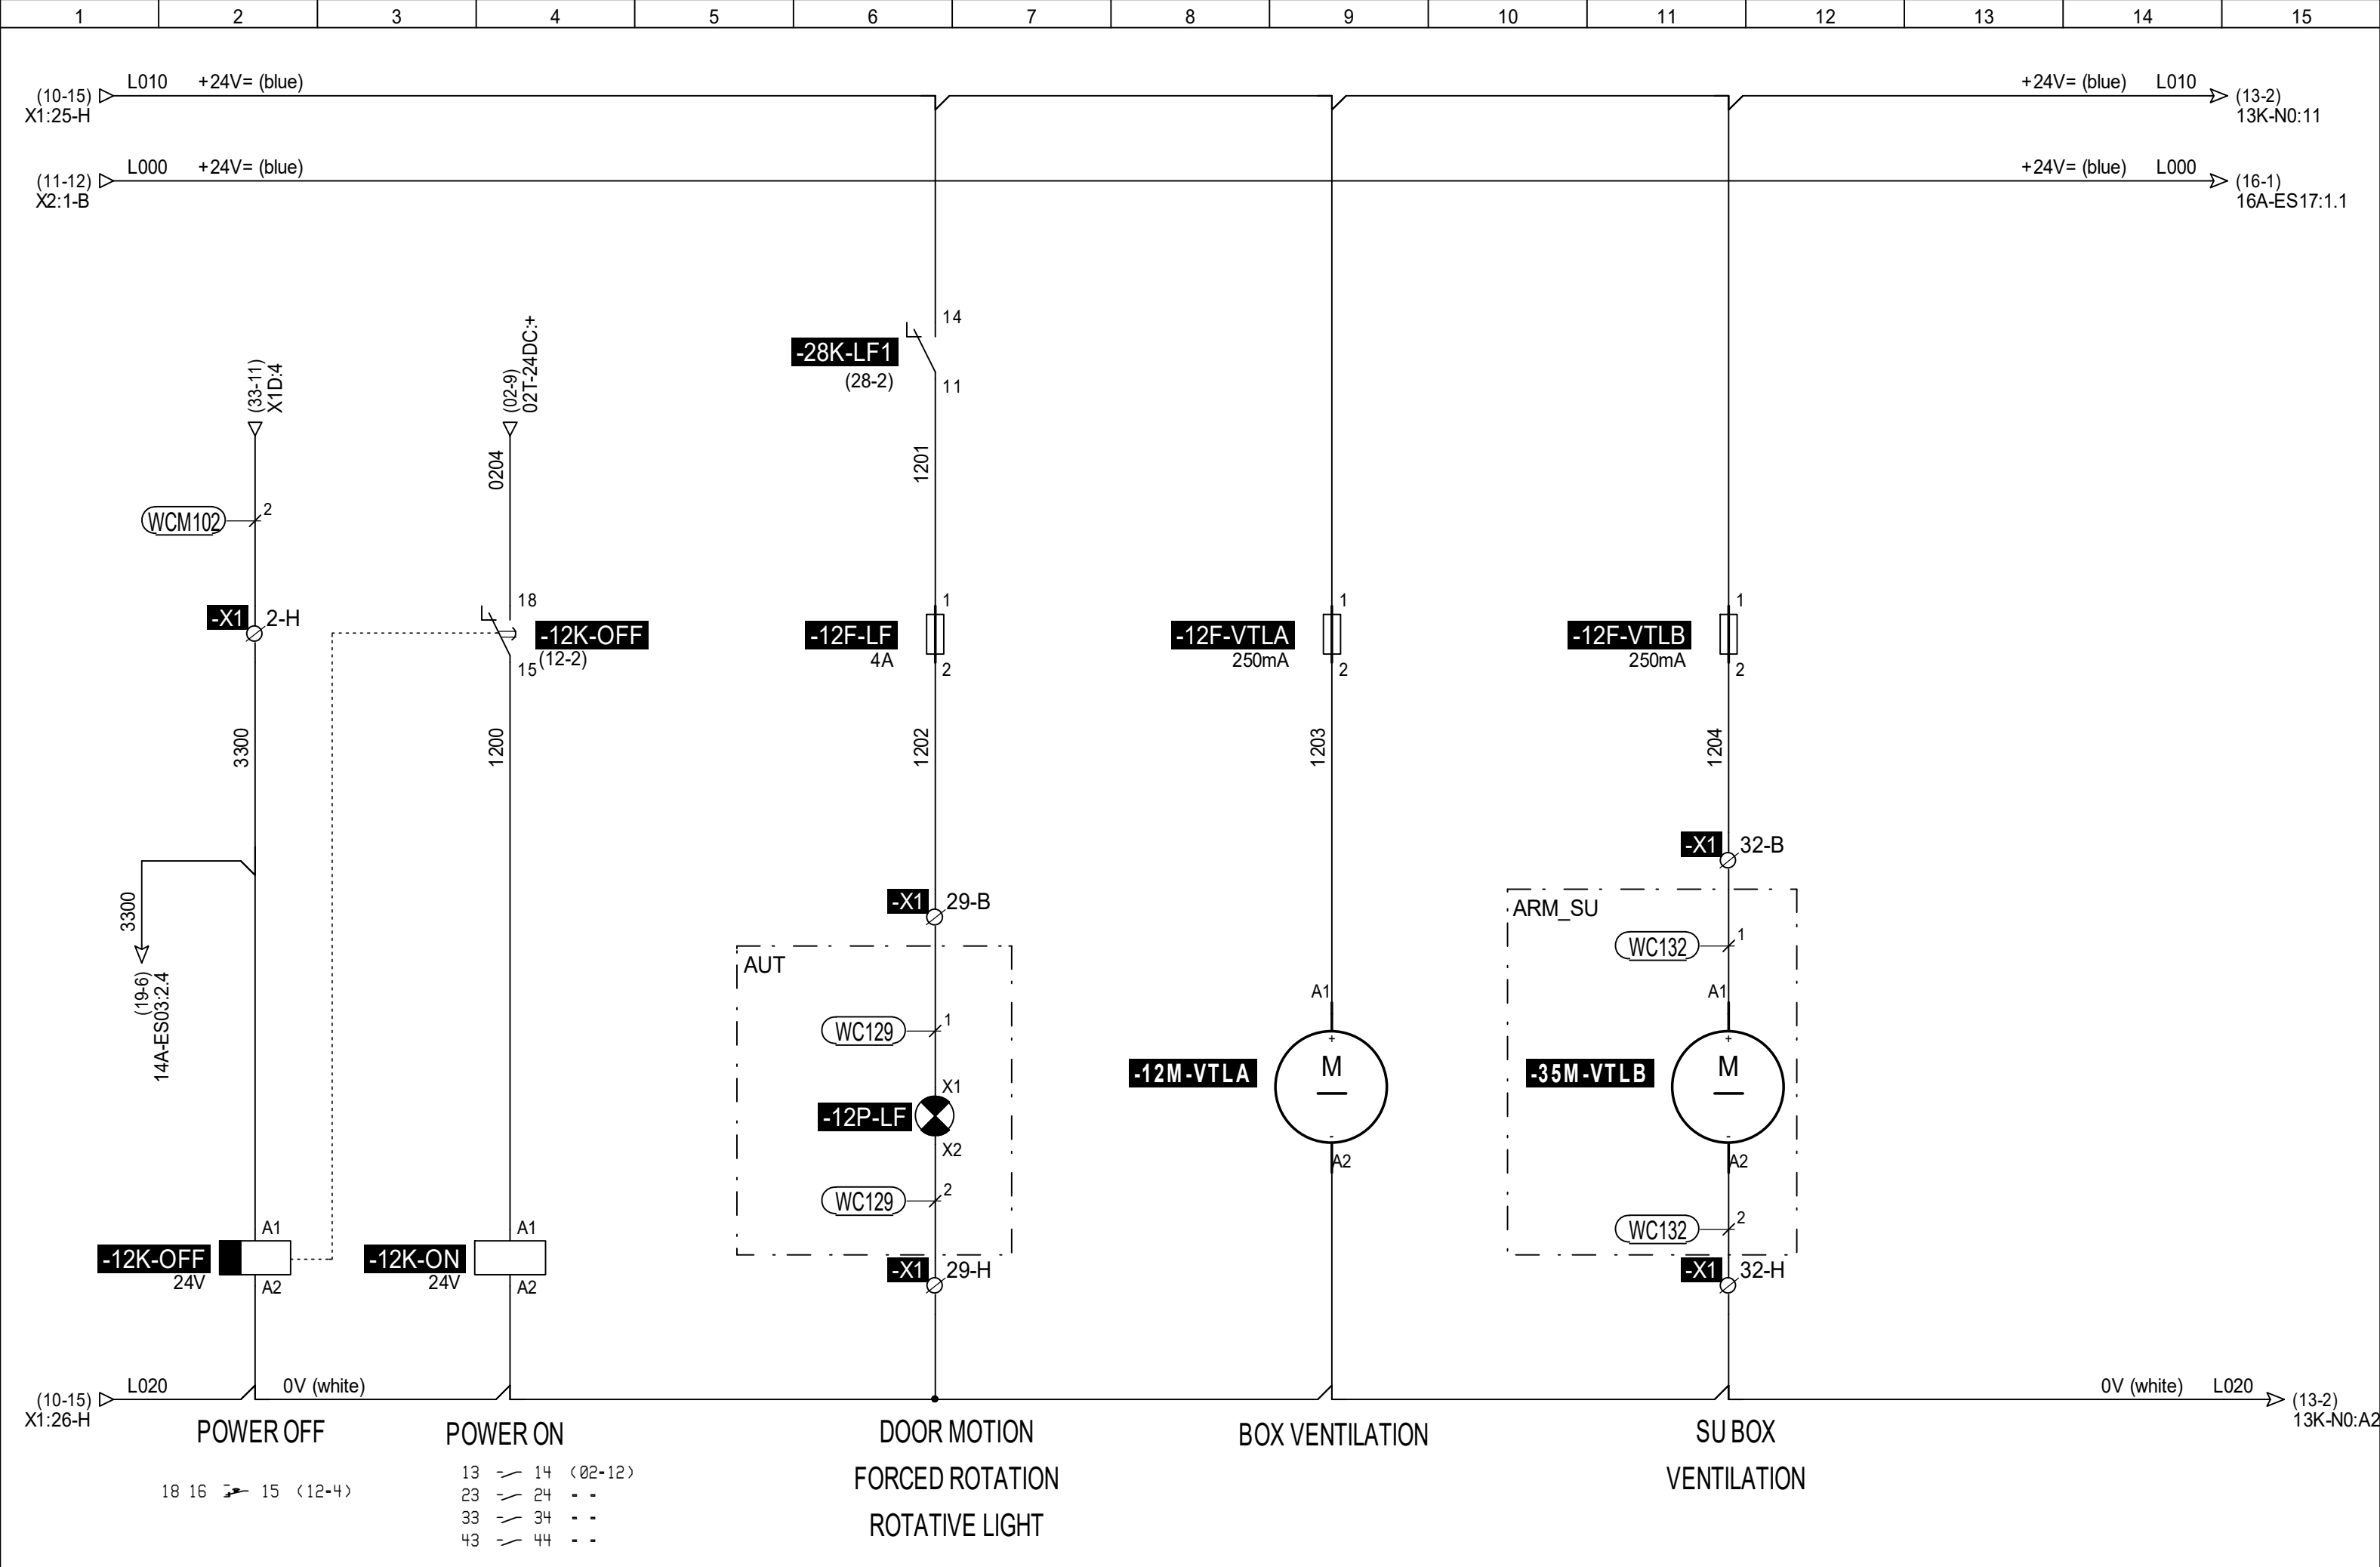 1 2 3 4 5 6 7 8 9 10 11 12 13 14 15
L010 +24V= (blue)
(10-15)
X1:25-H
+24V= (blue) L010
(13-2)
13K-N0:11
L000 +24V= (blue)
(11-12)
X2:1-B
+24V= (blue) L000
(16-1)
16A-ES17:1.1
(33-11)
X1D:4
WCM102
2
-X1
2-H
3300
3300
(19-6)
14A-ES03:2.4
A1
-12K-OFF
24V
A2
(02-9)
02T-24DC:+
0204
18
-12K-OFF
(12-2)
15
1200
A1
-12K-ON
24V
A2
14
-28K-LF1
(28-2)
11
1201
1
-12F-LF
4A
2
1202
-X1
29-B
AUT
WC129
1
X1
-12P-LF
X2
WC129
2
-X1
29-H
1
-12F-VTLA
250mA
2
1203
A1
+
M
-12M-VTLA
-
A2
1
-12F-VTLB
250mA
2
1204
-X1
32-B
ARM_SU
WC132
1
A1
+
M
-35M-VTLB
-
A2
WC132
2
-X1
32-H
L020 0V (white)
(10-15)
X1:26-H
0V (white) L020
(13-2)
13K-N0:A2
POWER OFF
18 16 15 (12-4)
POWER ON
13 14 (02-12)
23 24 - -
33 34 - -
43 44 - -
DOOR MOTION
FORCED ROTATION
ROTATIVE LIGHT
BOX VENTILATION
SU BOX
VENTILATION